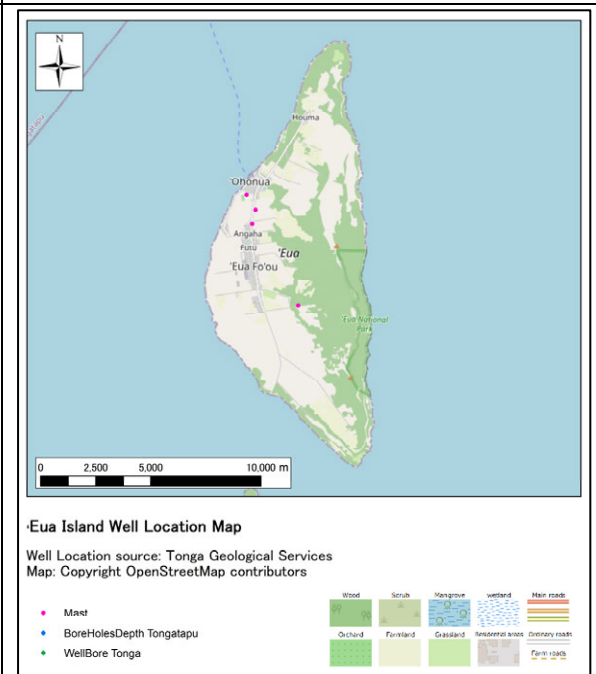 N
Houma
'Ohonua
Angaha
Futu
'Eua
'Eua Fo'ou
'Eua National
Park
gatapu
0 2,500 5,000 10,000 m
'Eua Island Well Location Map
Well Location source: Tonga Geological Services
Map: Copyright OpenStreetMap contributors
Mast
BoreHolesDepth Tongatapu
WellBore Tonga
Wood Scrub Mangrove wetland Main roads
Orchard Farmland Grassland Residential areas Ordinary roads
Farm roads